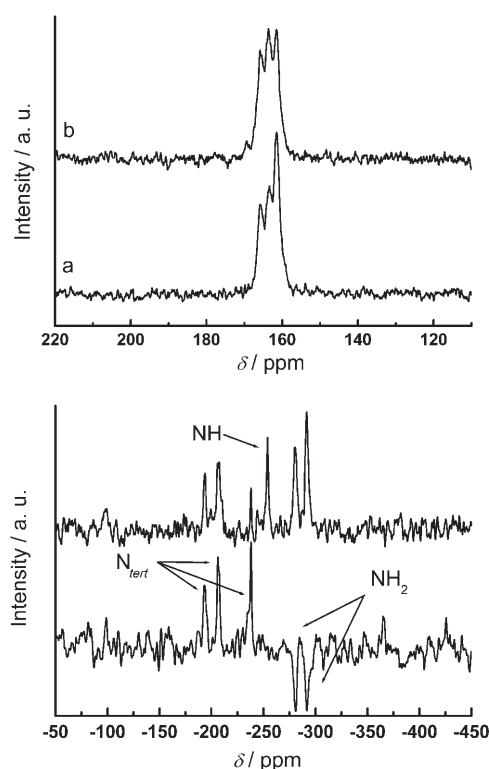 Intensity / a. u.
b
a
220 200 180 160 140 120
δ / ppm
Intensity / a. u.
NH
Ntert
NH2
-50 -100 -150 -200 -250 -300 -350 -400 -450
δ / ppm